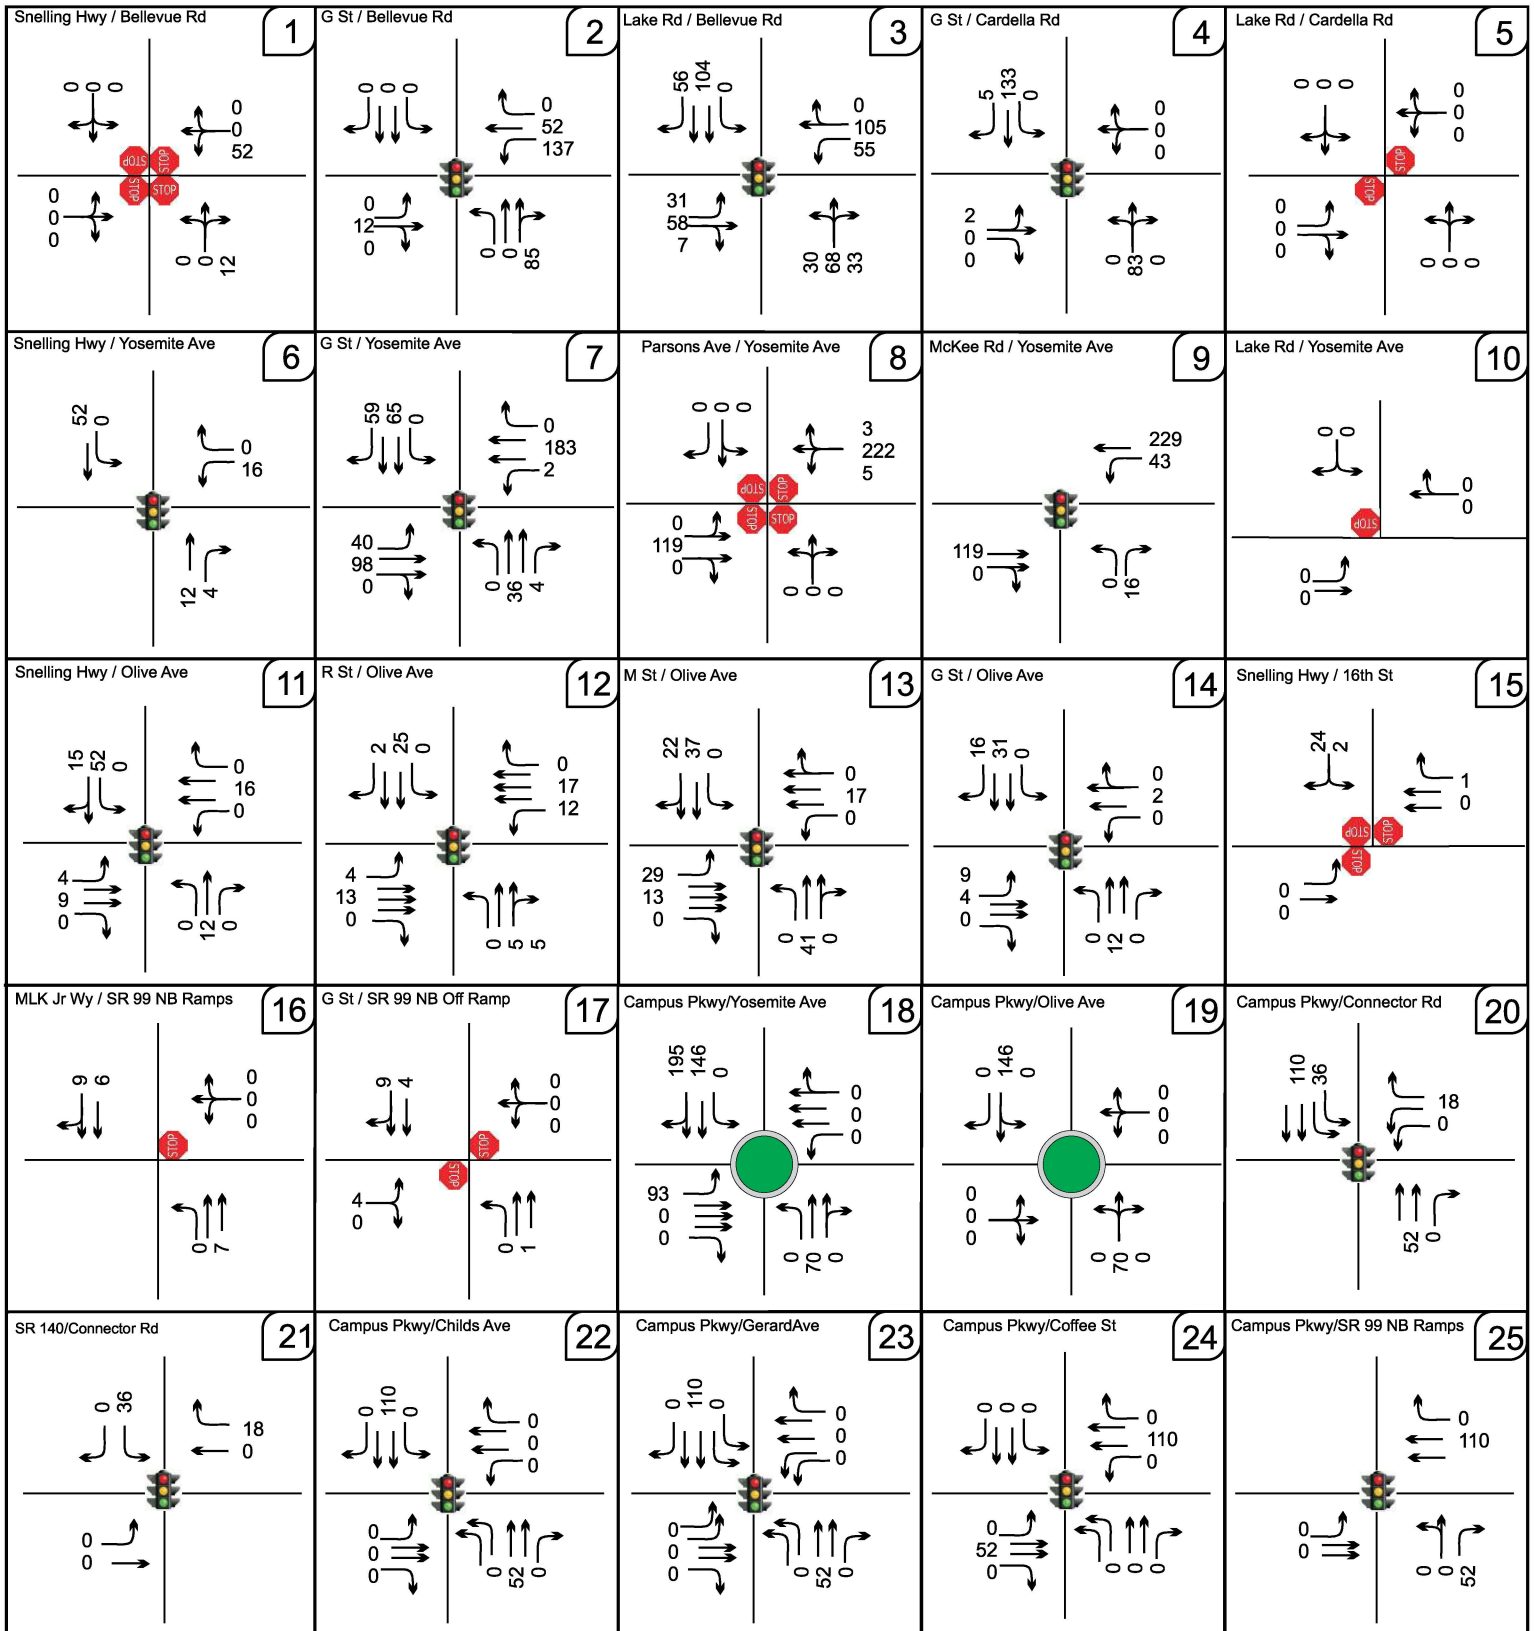 Snelling Hwy / Bellevue Rd
1
0 0 0
0
0
52
STOP STOP
STOP STOP
0
0
0
0 0 12
G St / Bellevue Rd
2
0 0 0
0
52
137
0
12
0
0 0 85
Lake Rd / Bellevue Rd
3
56 104 0
0
105
55
31
58
7
30 68 33
G St / Cardella Rd
4
5 133 0
0
0
0
2
0
0
0 83 0
Lake Rd / Cardella Rd
5
0 0 0
0
0
0
STOP
STOP
0
0
0
0 0 0
Snelling Hwy / Yosemite Ave
6
52 0
0
16
12 4
G St / Yosemite Ave
7
59 65 0
0
183
2
40
98
0
0 36 4
Parsons Ave / Yosemite Ave
8
0 0 0
3
222
5
STOP STOP
STOP STOP
0
119
0
0 0 0
McKee Rd / Yosemite Ave
9
229
43
119
0
0 16
Lake Rd / Yosemite Ave
10
0 0
0
0
STOP
0
0
Snelling Hwy / Olive Ave
11
15 52 0
0
16
0
4
9
0
0 12 0
R St / Olive Ave
12
2 25 0
0
17
12
4
13
0
0 5 5
M St / Olive Ave
13
22 37 0
0
17
0
29
13
0
0 41 0
G St / Olive Ave
14
16 31 0
0
2
0
9
4
0
0 12 0
Snelling Hwy / 16th St
15
24 2
1
0
STOP STOP
STOP
0
0
MLK Jr Wy / SR 99 NB Ramps
16
9 6
0
0
0
STOP
0 7
G St / SR 99 NB Off Ramp
17
9 4
0
0
0
STOP
STOP
4
0
0 1
Campus Pkwy/Yosemite Ave
18
195 146 0
0
0
0
93
0
0
0 70 0
Campus Pkwy/Olive Ave
19
0 146 0
0
0
0
0
0
0
0 70 0
Campus Pkwy/Connector Rd
20
110 36
18
0
52 0
SR 140/Connector Rd
21
0 36
18
0
0
0
Campus Pkwy/Childs Ave
22
0 110 0
0
0
0
0
0
0
0 52 0
Campus Pkwy/GerardAve
23
0 110 0
0
0
0
0
0
0
0 52 0
Campus Pkwy/Coffee St
24
0 0 0
0
110
0
0
52
0
0 0 0
Campus Pkwy/SR 99 NB Ramps
25
0
110
0
0
0 0 52